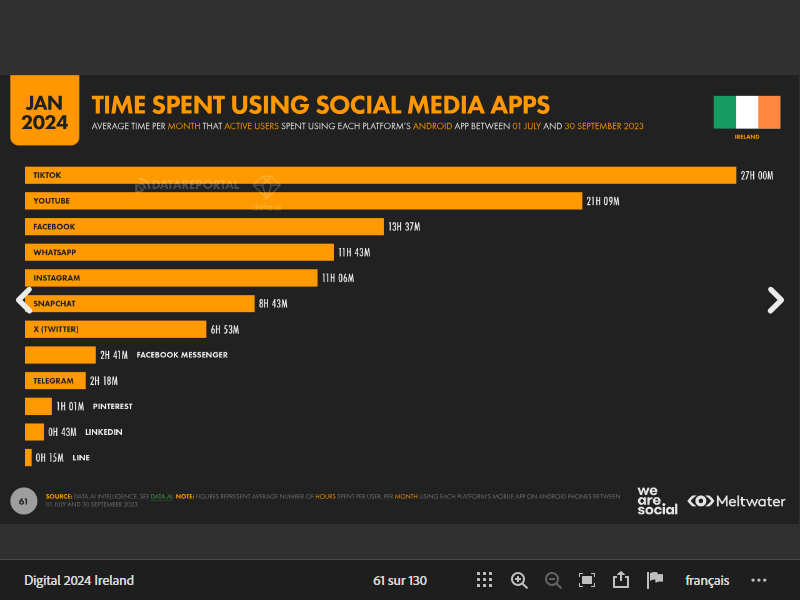 JAN
2024
TIME SPENT USING SOCIAL MEDIA APPS
AVERAGE TIME PER MONTH THAT ACTIVE USERS SPENT USING EACH PLATFORM'S ANDROID APP BETWEEN 01 JULY AND 30 SEPTEMBER 2023
IRELAND
TIKTOK 27H 00M
DATAREPORTAL
YOUTUBE 21H 09M
FACEBOOK 13H 37M
WHATSAPP 11H 43M
INSTAGRAM 11H 06M
SNAPCHAT 8H 43M
X (TWITTER) 6H 53M
2H 41M FACEBOOK MESSENGER
TELEGRAM 2H 18M
1H 01M PINTEREST
0H 43M LINKEDIN
0H 15M LINE
61
SOURCE: DATA.AI INTELLIGENCE. SEE DATA.AI. NOTE: FIGURES REPRESENT AVERAGE NUMBER OF HOURS SPENT PER USER, PER MONTH USING EACH PLATFORM'S MOBILE APP ON ANDROID PHONES BETWEEN
01 JULY AND 30 SEPTEMBER 2023.
we
are
social
Meltwater
Digital 2024 Ireland 61 sur 130 français